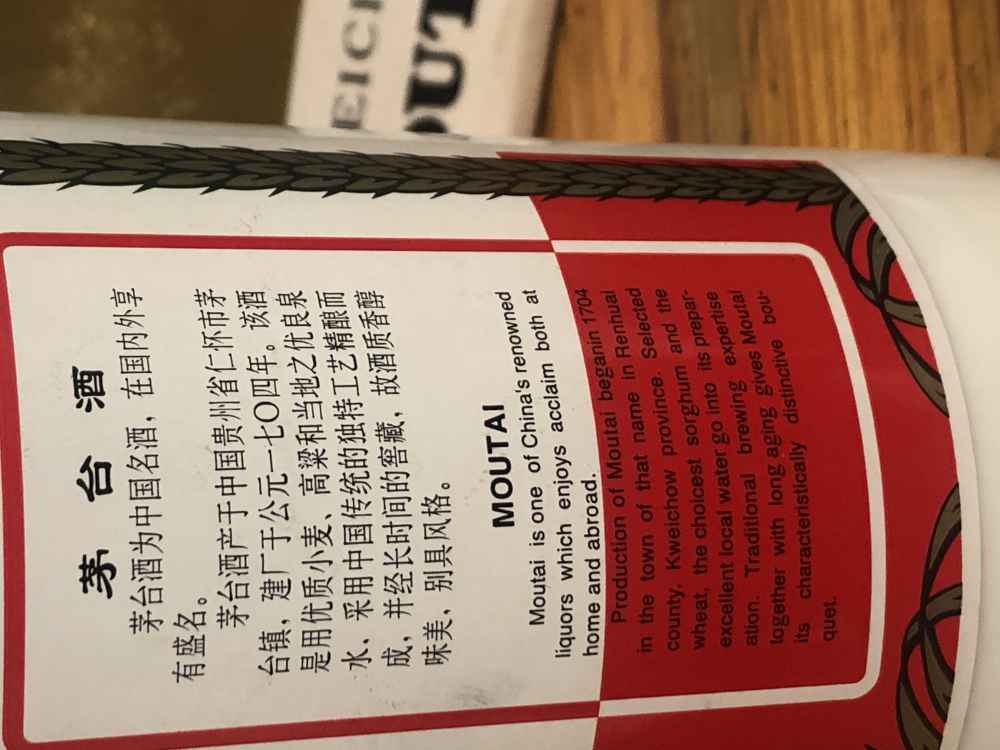 茅台酒
茅台酒为中国名酒，在国内外享
有盛名。
茅台酒产于中国贵州省仁怀市茅
台镇，建厂于公元一七〇四年。该酒
是用优质小麦、高粱和当地之优良泉
水、采用中国传统的独特工艺精酿而
成，并经长时间的窖藏，故酒质香醇
味美，别具风格。
MOUTAI
Moutai is one of China's renowned
liquors which enjoys acclaim both at
home and abroad.
Production of Moutai beganin 1704
in the town of that name in Renhuai
county, Kweichow province. Selected
wheat, the choicest sorghum and the
excellent local water go into its prepar-
ation. Traditional brewing expertise
together with long aging gives Moutai
its characteristically distinctive bou-
quet.
EIC
OUT